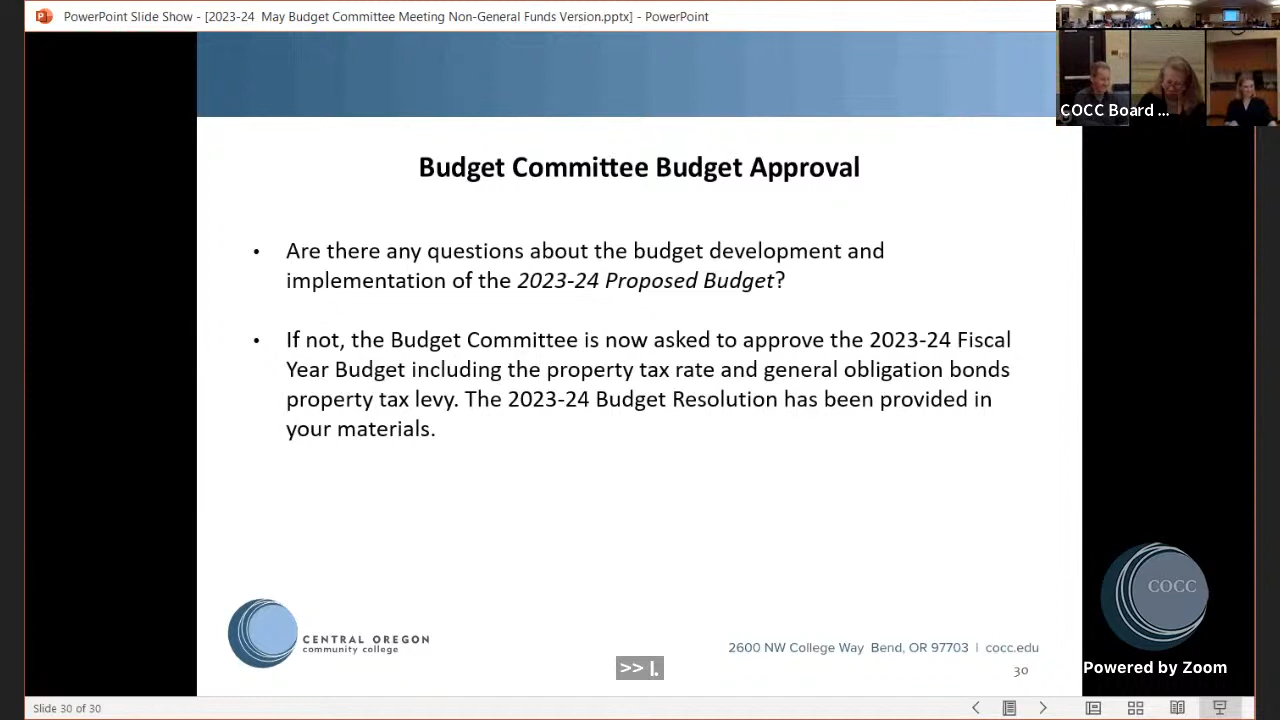 PowerPoint Slide Show - [2023-24 May Budget Committee Meeting Non-General Funds Version.pptx] - PowerPoint
COCC Board ...
Budget Committee Budget Approval
• Are there any questions about the budget development and
implementation of the 2023-24 Proposed Budget?
• If not, the Budget Committee is now asked to approve the 2023-24 Fiscal
Year Budget including the property tax rate and general obligation bonds
property tax levy. The 2023-24 Budget Resolution has been provided in
your materials.
COCC
CENTRAL OREGON
community college
2600 NW College Way Bend, OR 97703 | cocc.edu
>> I.
30
Powered by Zoom
Slide 30 of 30